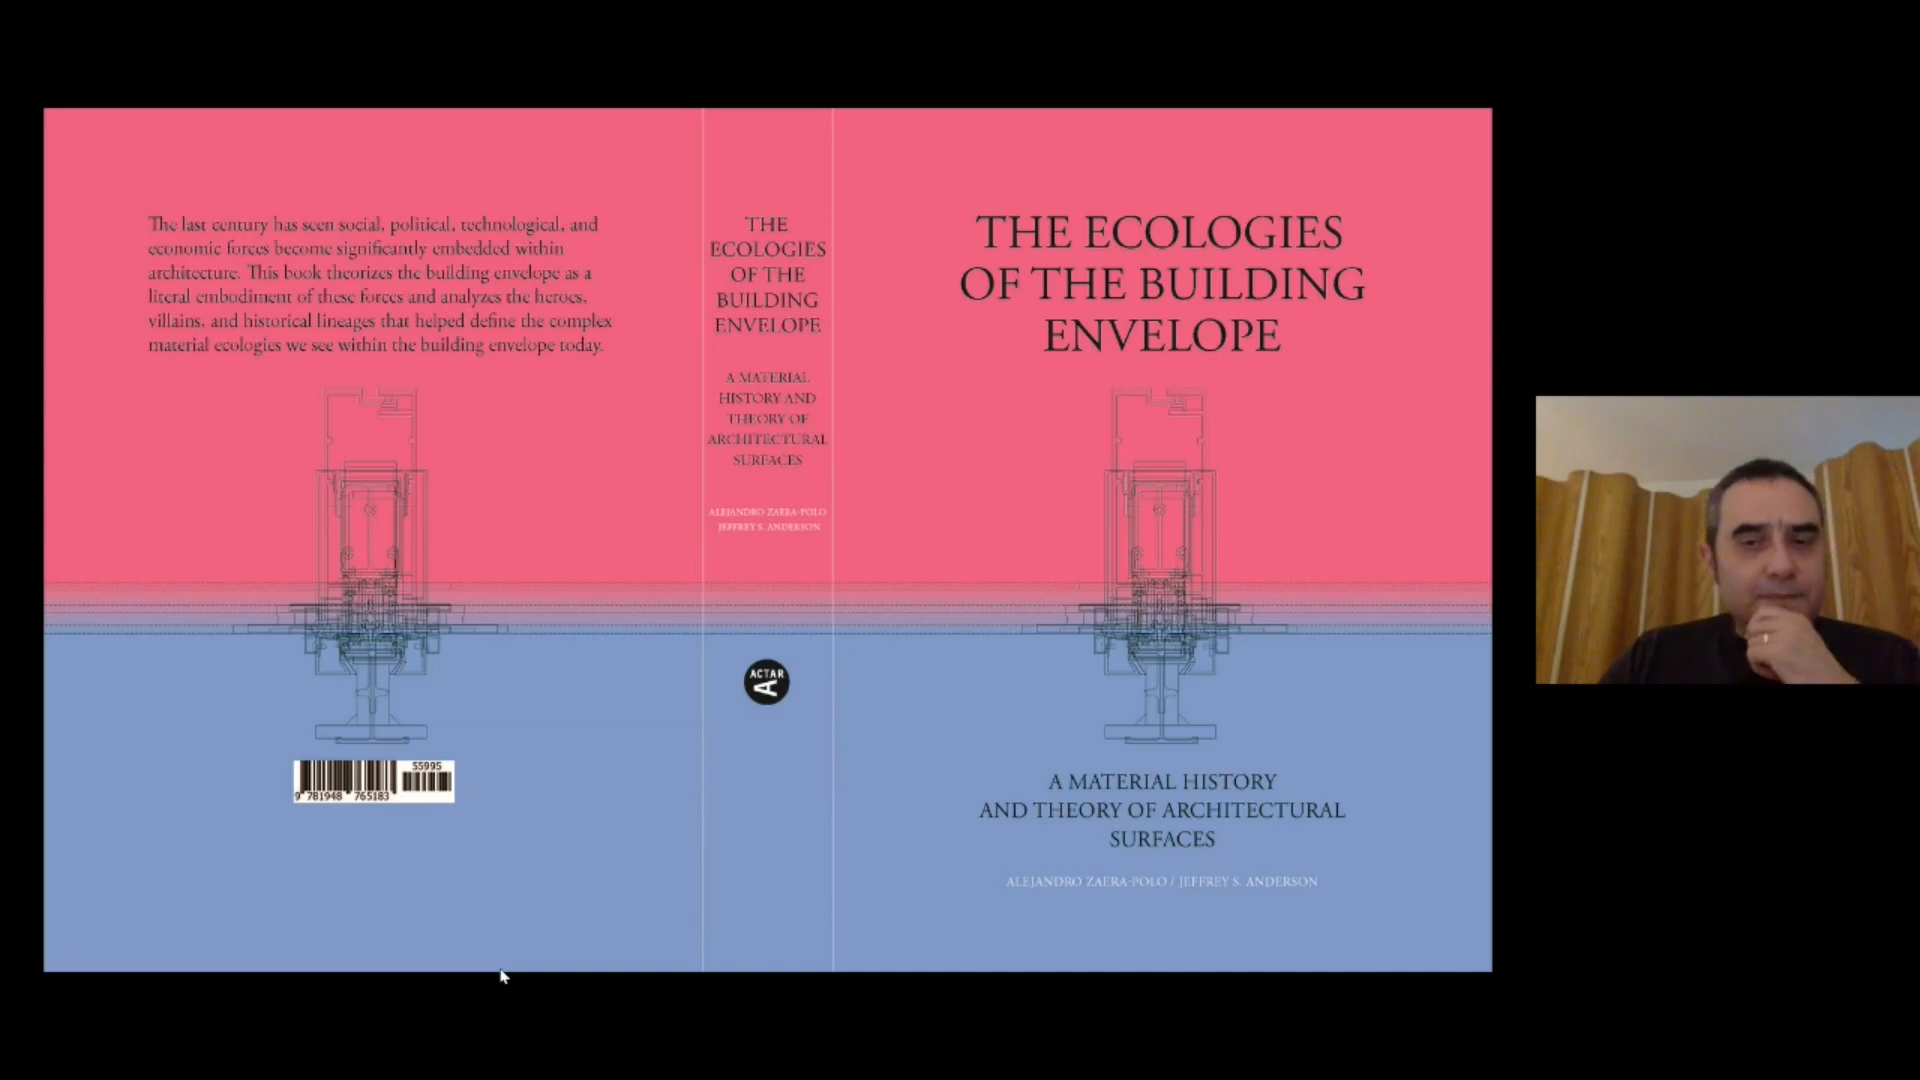 The last century has seen social, political, technological, and
economic forces become significantly embedded within
architecture. This book theorizes the building envelope as a
literal embodiment of these forces and analyzes the heroes,
villains, and historical lineages that helped define the complex
material ecologies we see within the building envelope today.
55995
9 781948 765183
THE
ECOLOGIES
OF THE
BUILDING
ENVELOPE
A MATERIAL
HISTORY AND
THEORY OF
ARCHITECTURAL
SURFACES
ALEJANDRO ZAERA-POLO
JEFFREY S. ANDERSON
ACTAR
A
THE ECOLOGIES
OF THE BUILDING
ENVELOPE
A MATERIAL HISTORY
AND THEORY OF ARCHITECTURAL
SURFACES
ALEJANDRO ZAERA-POLO / JEFFREY S. ANDERSON